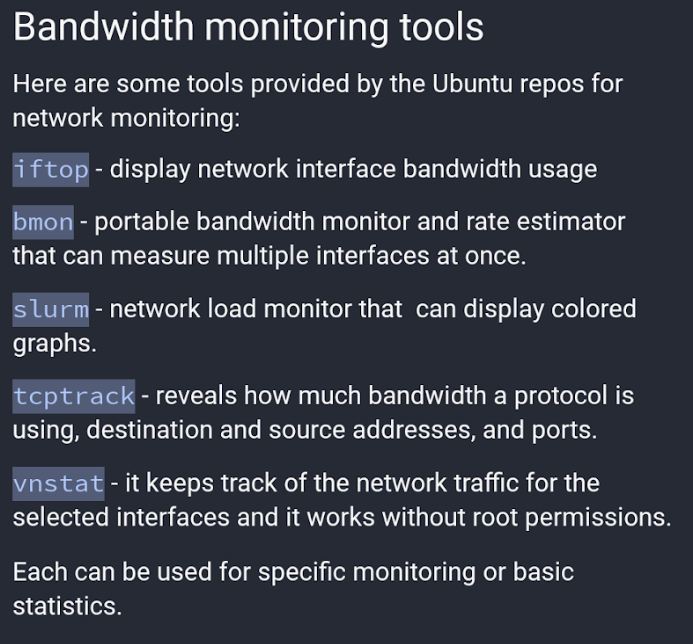 Bandwidth monitoring tools
Here are some tools provided by the Ubuntu repos for
network monitoring:
iftop - display network interface bandwidth usage
bmon - portable bandwidth monitor and rate estimator
that can measure multiple interfaces at once.
slurm - network load monitor that  can display colored
graphs.
tcptrack - reveals how much bandwidth a protocol is
using, destination and source addresses, and ports.
vnstat - it keeps track of the network traffic for the
selected interfaces and it works without root permissions.
Each can be used for specific monitoring or basic
statistics.